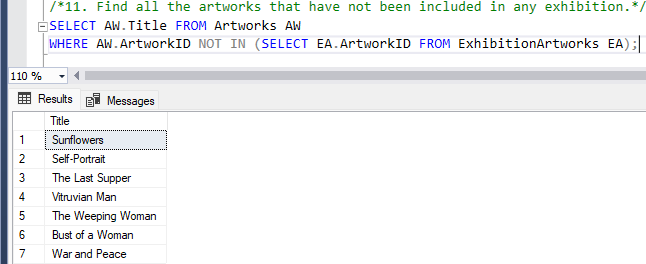 /*11. Find all the artworks that have not been included in any exhibition.*/
SELECT AW.Title FROM Artworks AW
WHERE AW.ArtworkID NOT IN (SELECT EA.ArtworkID FROM ExhibitionArtworks EA);
110 %
Results Messages
Title
1 Sunflowers
2 Self-Portrait
3 The Last Supper
4 Vitruvian Man
5 The Weeping Woman
6 Bust of a Woman
7 War and Peace